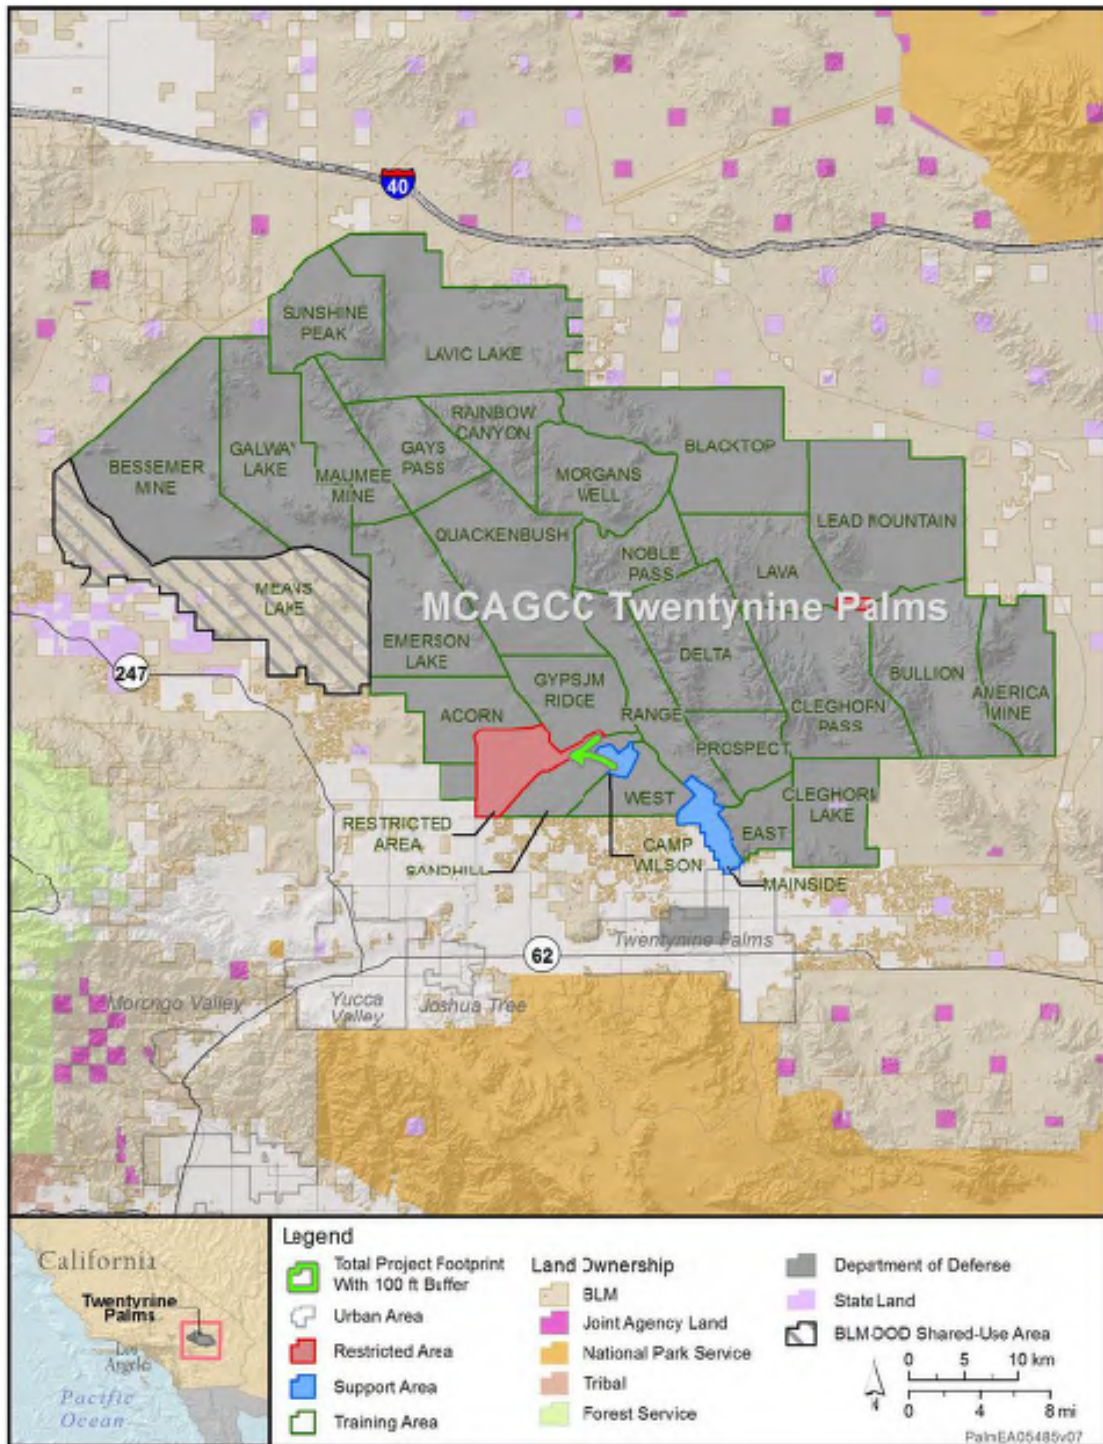 40
SUNSHINE
PEAK
LAVIC LAKE
RAINBOW
CANYON
BLACKTOP
GALWAY
LAKE
GAYS
PASS
BESSEMER
MINE
MAUMEE
MINE
MORGANS
WELL
LEAD MOUNTAIN
QUACKENBUSH
NOBLE
PASS
LAVA
MEANS
LAKE
MCAGCC Twentynine Palms
EMERSON
LAKE
DELTA
247
GYPSUM
RIDGE
BULLION
AMERICA
MINE
ACORN
RANGE
CLEGHORN
PASS
PROSPECT
WEST
CLEGHORN
LAKE
RESTRICTED
AREA
EAST
CAMP
WILSON
SANDHILL
MAINSIDE
Twentynine Palms
62
Morongo Valley
Yucca
Valley
Joshua Tree
California
Twentynine
Palms
Los
Angeles
Pacific
Ocean
Legend
Total Project Footprint
With 100 ft Buffer
Urban Area
Restricted Area
Support Area
Training Area
Land Ownership
BLM
Joint Agency Land
National Park Service
Tribal
Forest Service
Department of Defense
State Land
BLM-DOD Shared-Use Area
0 5 10 km
0 4 8 mi
PalmEA05485v07